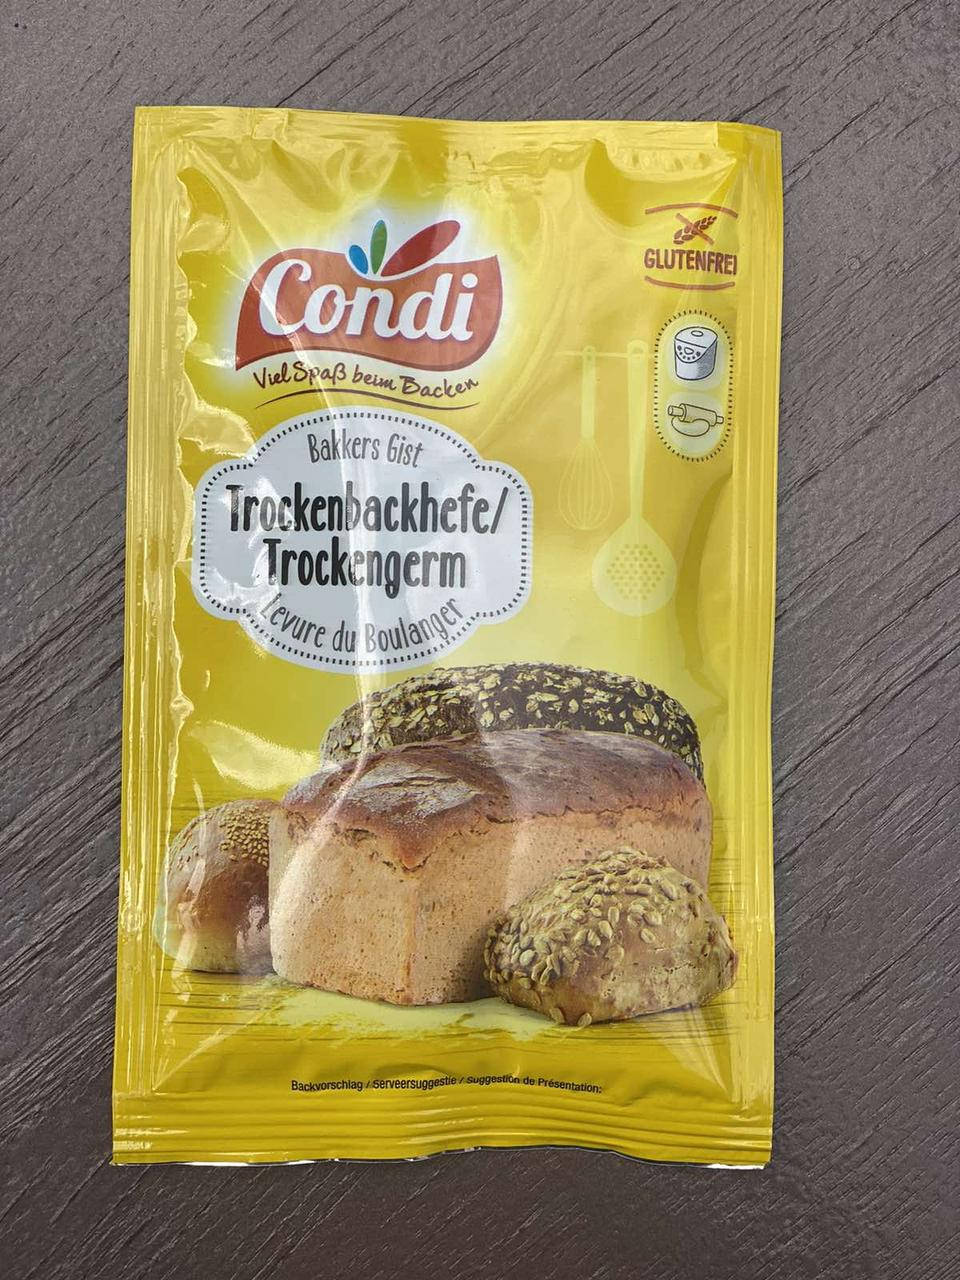 Condi
Viel Spaß beim Backen
GLUTENFREI
Bakkers Gist
Trockenbackhefe/
Trockengerm
Levure du Boulanger
Backvorschlag / Serveersuggestie / Suggestion de Présentation: